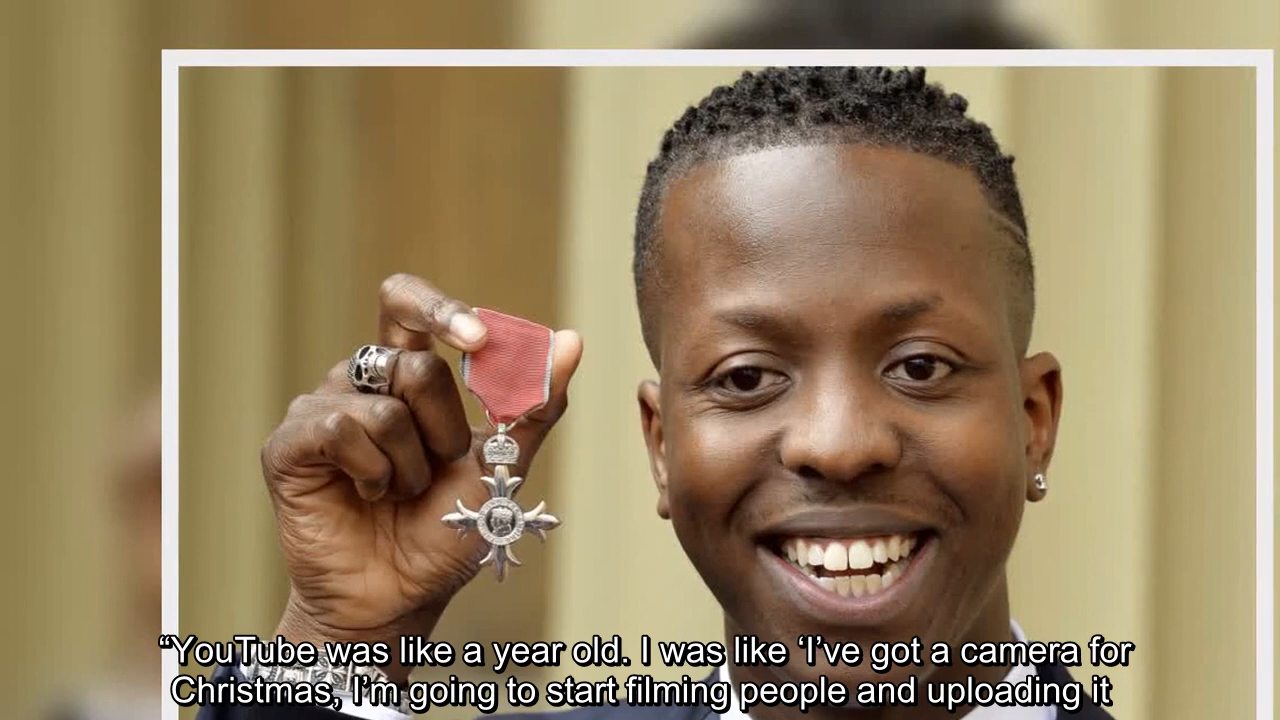 “YouTube was like a year old. I was like ‘I’ve got a camera for
Christmas, I’m going to start filming people and uploading it